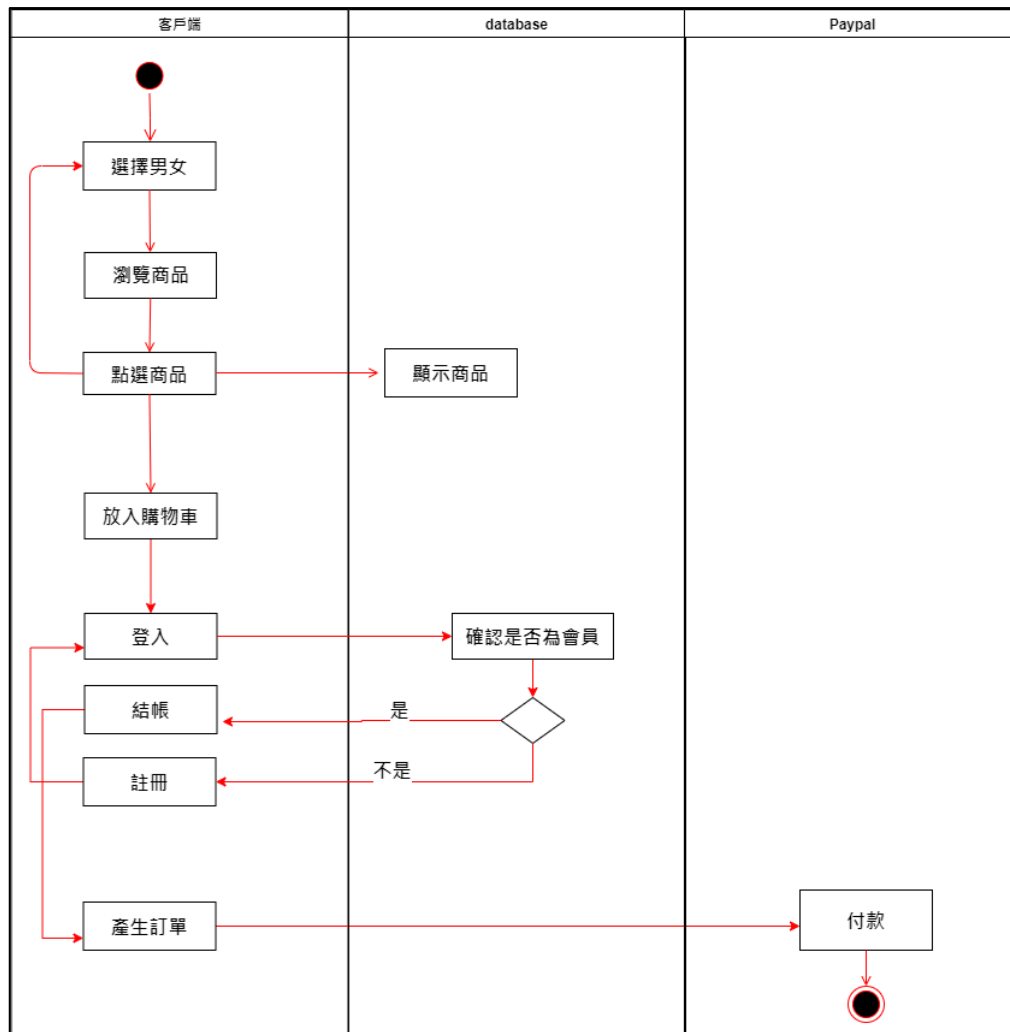 客戶端
database
Paypal
選擇男女
瀏覽商品
點選商品
顯示商品
放入購物車
登入
確認是否為會員
結帳
是
不是
註冊
產生訂單
付款